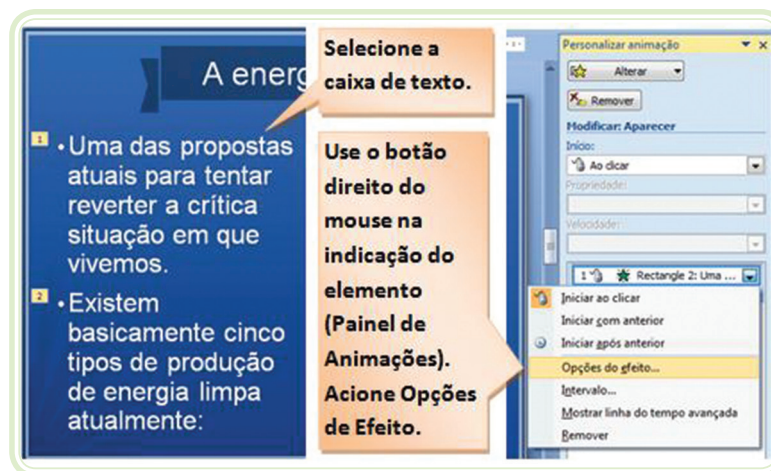 A energ
1
• Uma das propostas
atuais para tentar
reverter a crítica
situação em que
vivemos.
2
• Existem
basicamente cinco
tipos de produção
de energia limpa
atualmente:
Selecione a
caixa de texto.
Use o botão
direito do
mouse na
indicação do
elemento
(Painel de
Animações).
Acione Opções
de Efeito.
Personalizar animação
Alterar
Remover
Modificar: Aparecer
Início:
Ao clicar
Propriedade:
Velocidade:
1 Rectangle 2: Uma ...
Iniciar ao clicar
Iniciar com anterior
Iniciar após anterior
Opções do efeito...
Intervalo...
Mostrar linha do tempo avançada
Remover